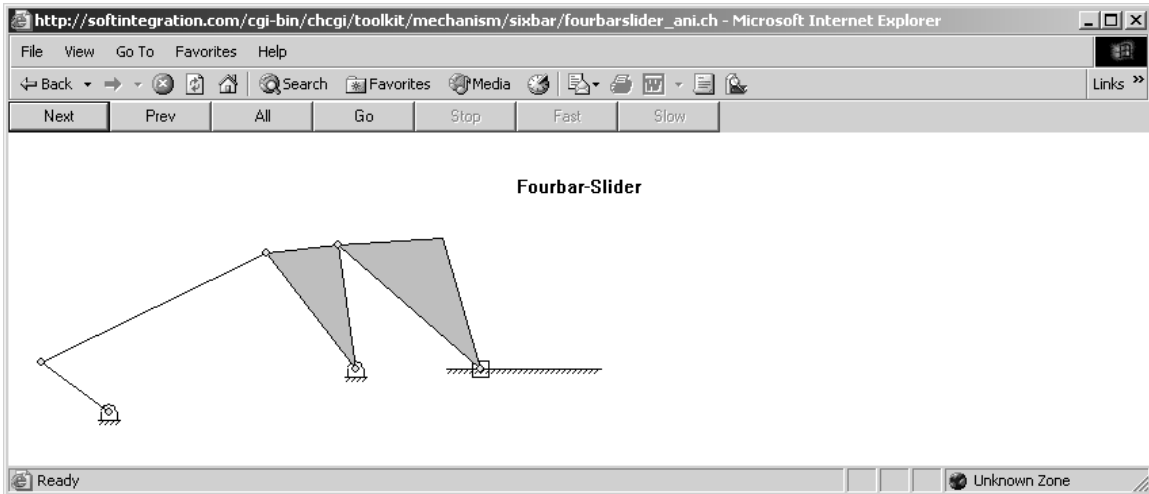 http://softintegration.com/cgi-bin/chcgi/toolkit/mechanism/sixbar/fourbarslider_ani.ch - Microsoft Internet Explorer
File View Go To Favorites Help
Back Search Favorites Media Links »
Next Prev All Go Stop Fast Slow
Fourbar-Slider
Ready Unknown Zone